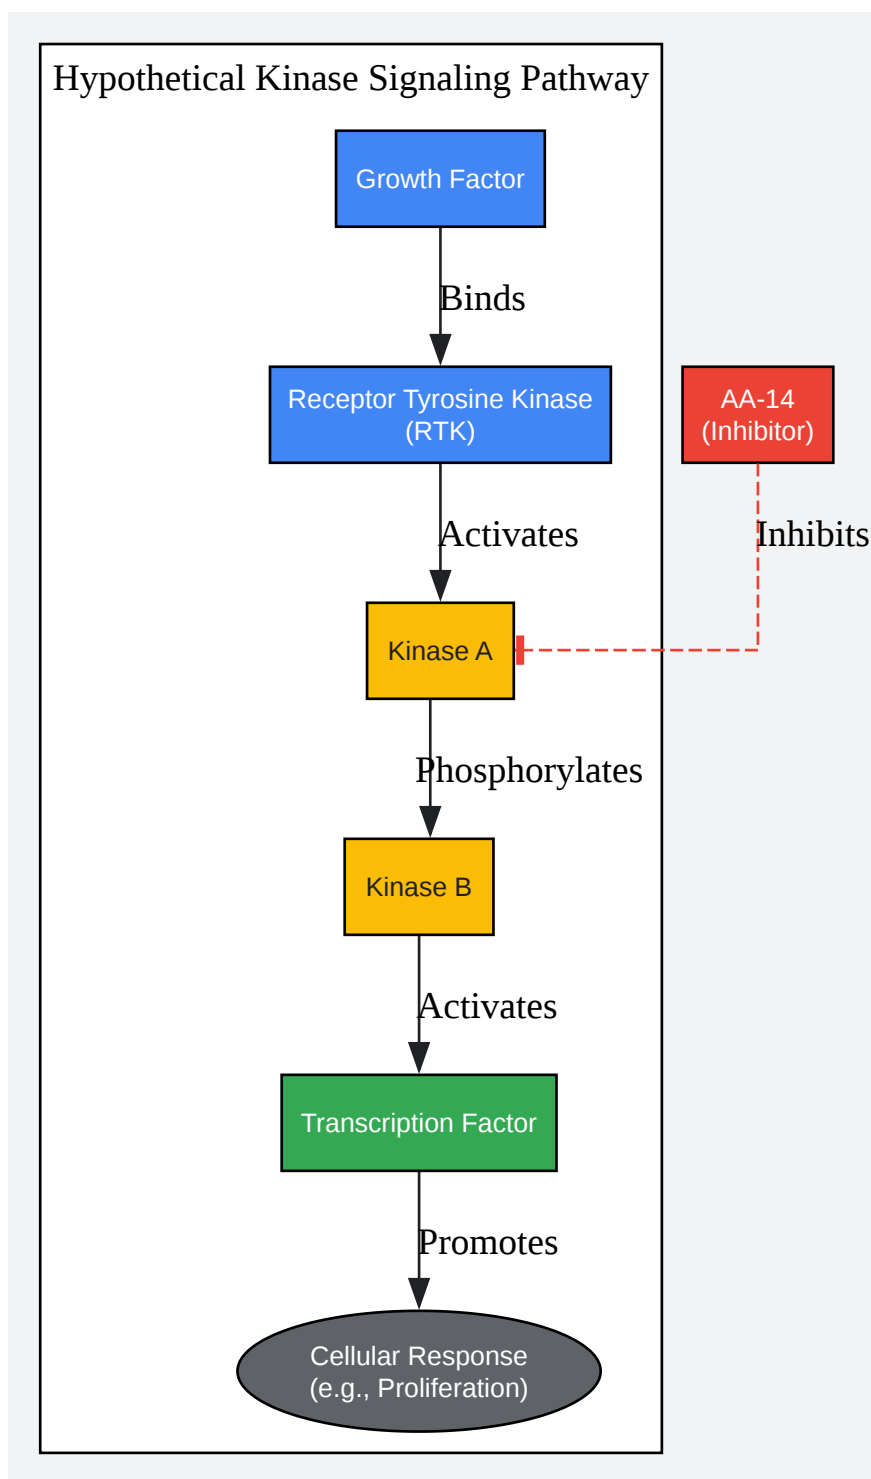 Hypothetical Kinase Signaling Pathway
Growth Factor
Binds
Receptor Tyrosine Kinase
(RTK)
AA-14
(Inhibitor)
Activates
Inhibits
Kinase A
Phosphorylates
Kinase B
Activates
Transcription Factor
Promotes
Cellular Response
(e.g., Proliferation)